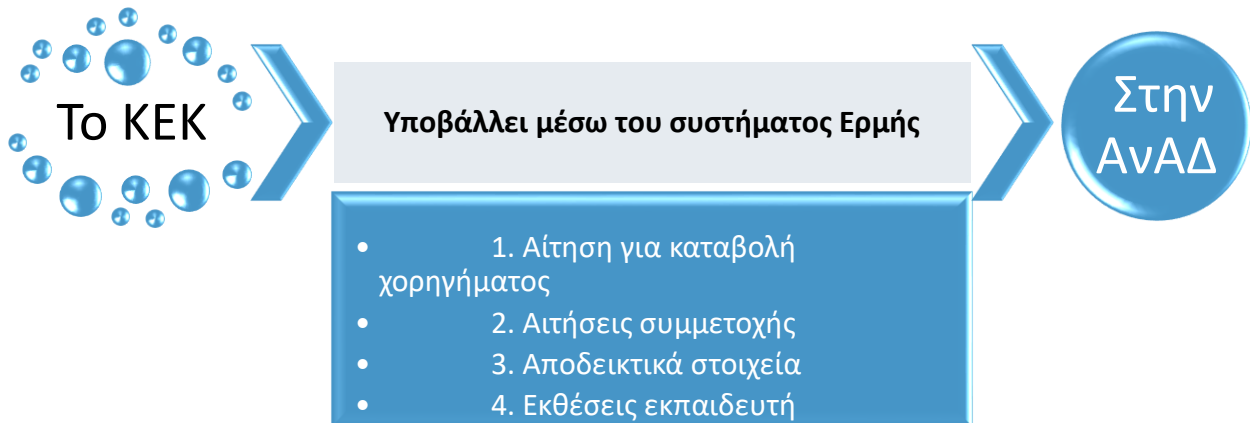 Το ΚΕΚ
Υποβάλλει μέσω του συστήματος Ερμής
Στην
ΑνΑΔ
• 1. Αίτηση για καταβολή
χορηγήματος
• 2. Αιτήσεις συμμετοχής
• 3. Αποδεικτικά στοιχεία
• 4. Εκθέσεις εκπαιδευτή